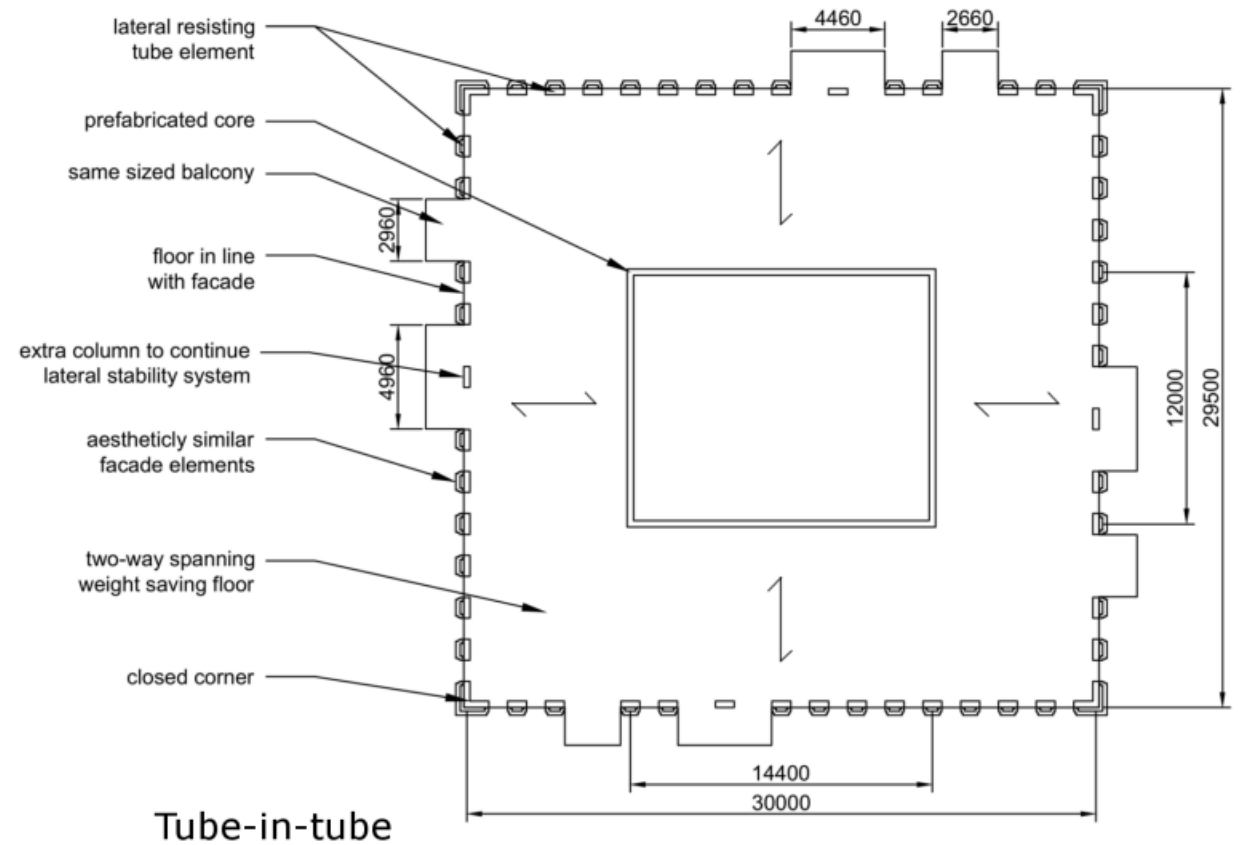 lateral resisting
tube element
prefabricated core
same sized balcony
floor in line
with facade
extra column to continue
lateral stability system
aestheticly similar
facade elements
two-way spanning
weight saving floor
closed corner
4460
2660
2960
4960
12000
29500
14400
30000
Tube-in-tube